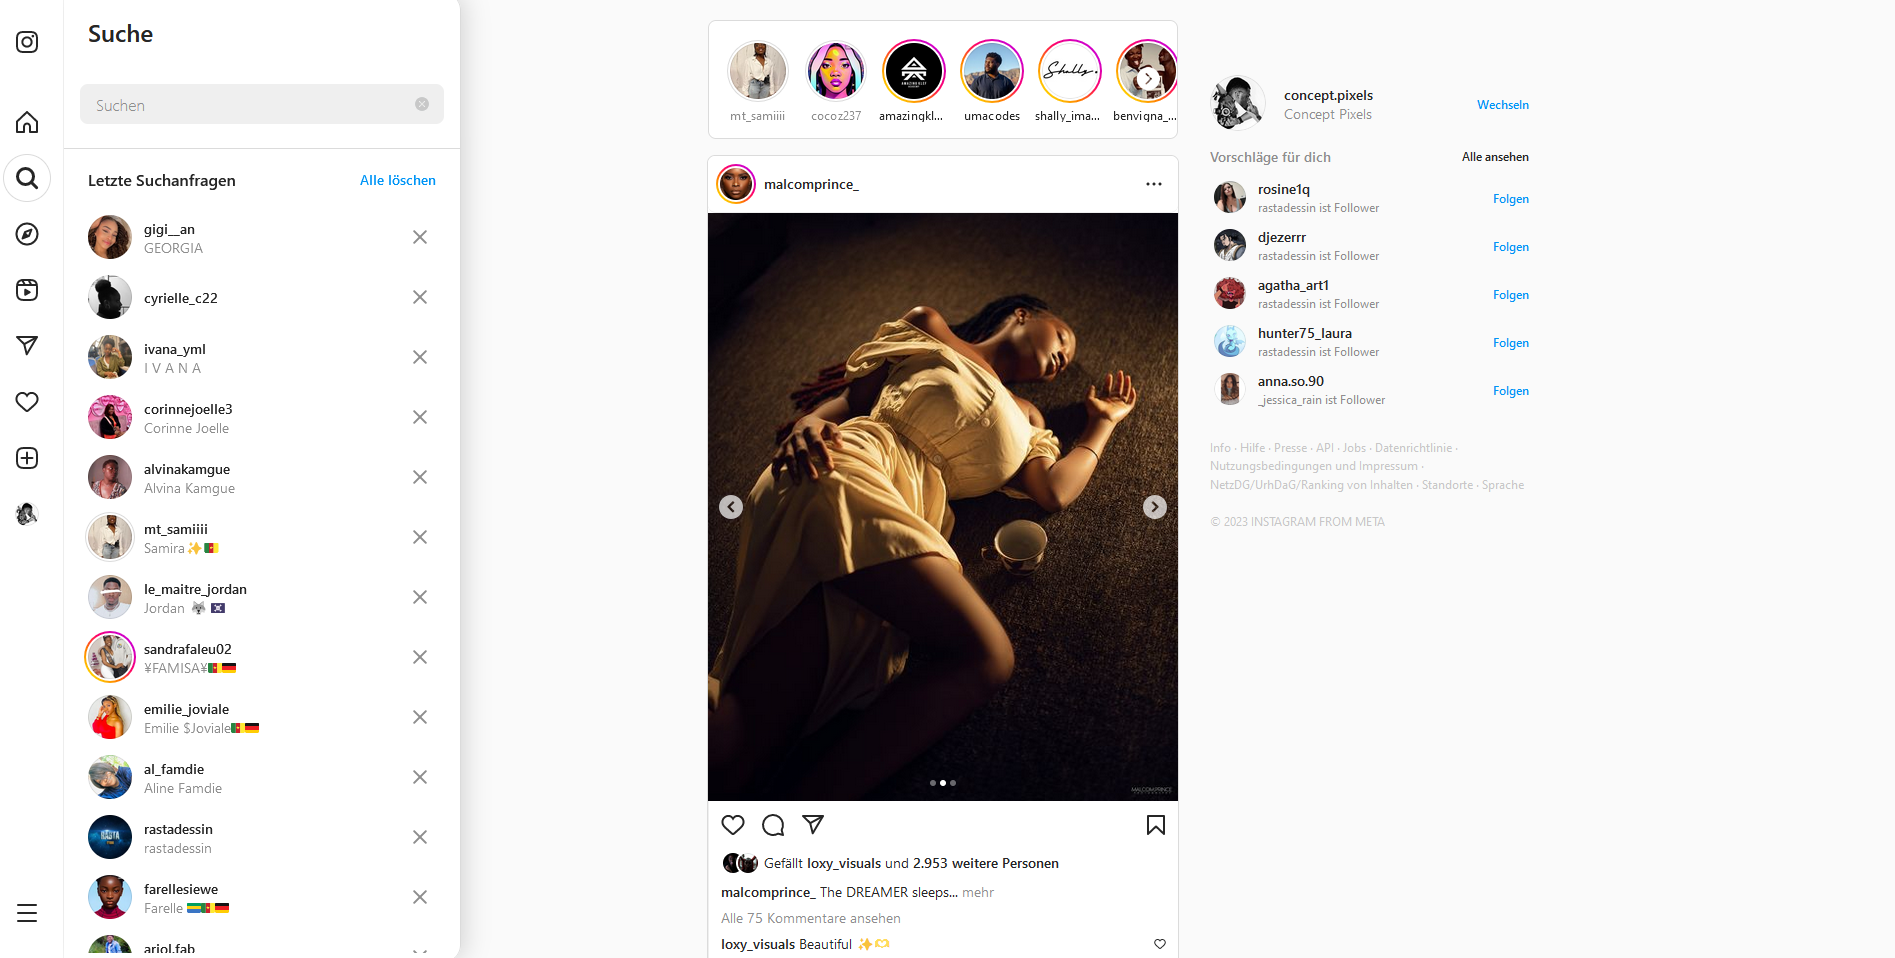 Suche
Suchen
Letzte Suchanfragen
Alle löschen
gigi__an
GEORGIA
cyrielle_c22
ivana_yml
I V A N A
corinnejoelle3
Corinne Joelle
alvinakamgue
Alvina Kamgue
mt_samiiii
Samira✨🇨🇲
le_maitre_jordan
Jordan 🐺
sandrafaleu02
¥FAMISA¥🇨🇲🇩🇪
emilie_joviale
Emilie $Joviale🇨🇲🇩🇪
al_famdie
Aline Famdie
rastadessin
rastadessin
farellesiewe
Farelle 🇬🇦🇨🇲🇩🇪
ariol.fab
mt_samiiii
cocoz237
amazingkl...
umacodes
shally_ima...
benvigna_...
malcomprince_
MALCOM PRINCE
Gefällt loxy_visuals und 2.953 weitere Personen
malcomprince_ The DREAMER sleeps... mehr
Alle 75 Kommentare ansehen
loxy_visuals Beautiful ✨🫶
concept.pixels
Concept Pixels
Wechseln
Vorschläge für dich
Alle ansehen
rosine1q
rastadessin ist Follower
Folgen
djezerrr
rastadessin ist Follower
Folgen
agatha_art1
rastadessin ist Follower
Folgen
hunter75_laura
rastadessin ist Follower
Folgen
anna.so.90
_jessica_rain ist Follower
Folgen
Info · Hilfe · Presse · API · Jobs · Datenrichtlinie ·
Nutzungsbedingungen und Impressum ·
NetzDG/UrhDaG/Ranking von Inhalten · Standorte · Sprache
© 2023 INSTAGRAM FROM META